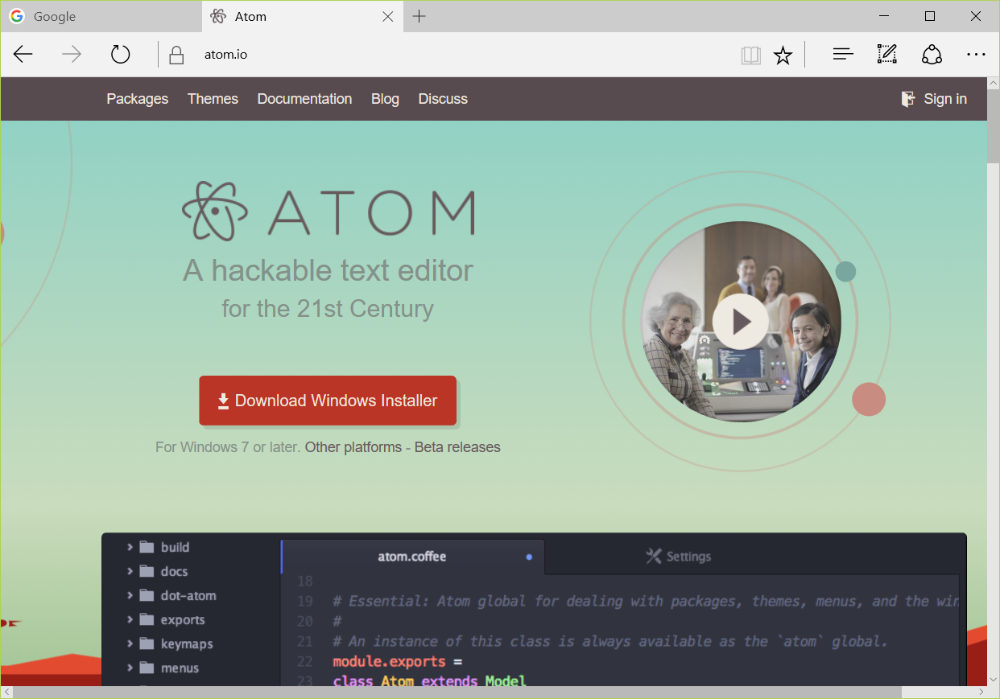 Google
Atom
atom.io
Packages Themes Documentation Blog Discuss
Sign in
ATOM
A hackable text editor
for the 21st Century
Download Windows Installer
For Windows 7 or later. Other platforms - Beta releases
build
docs
dot-atom
exports
keymaps
menus
atom.coffee
Settings
18
19 # Essential: Atom global for dealing with packages, themes, menus, and the win
20 #
21 # An instance of this class is always available as the `atom` global.
22 module.exports =
23 class Atom extends Model